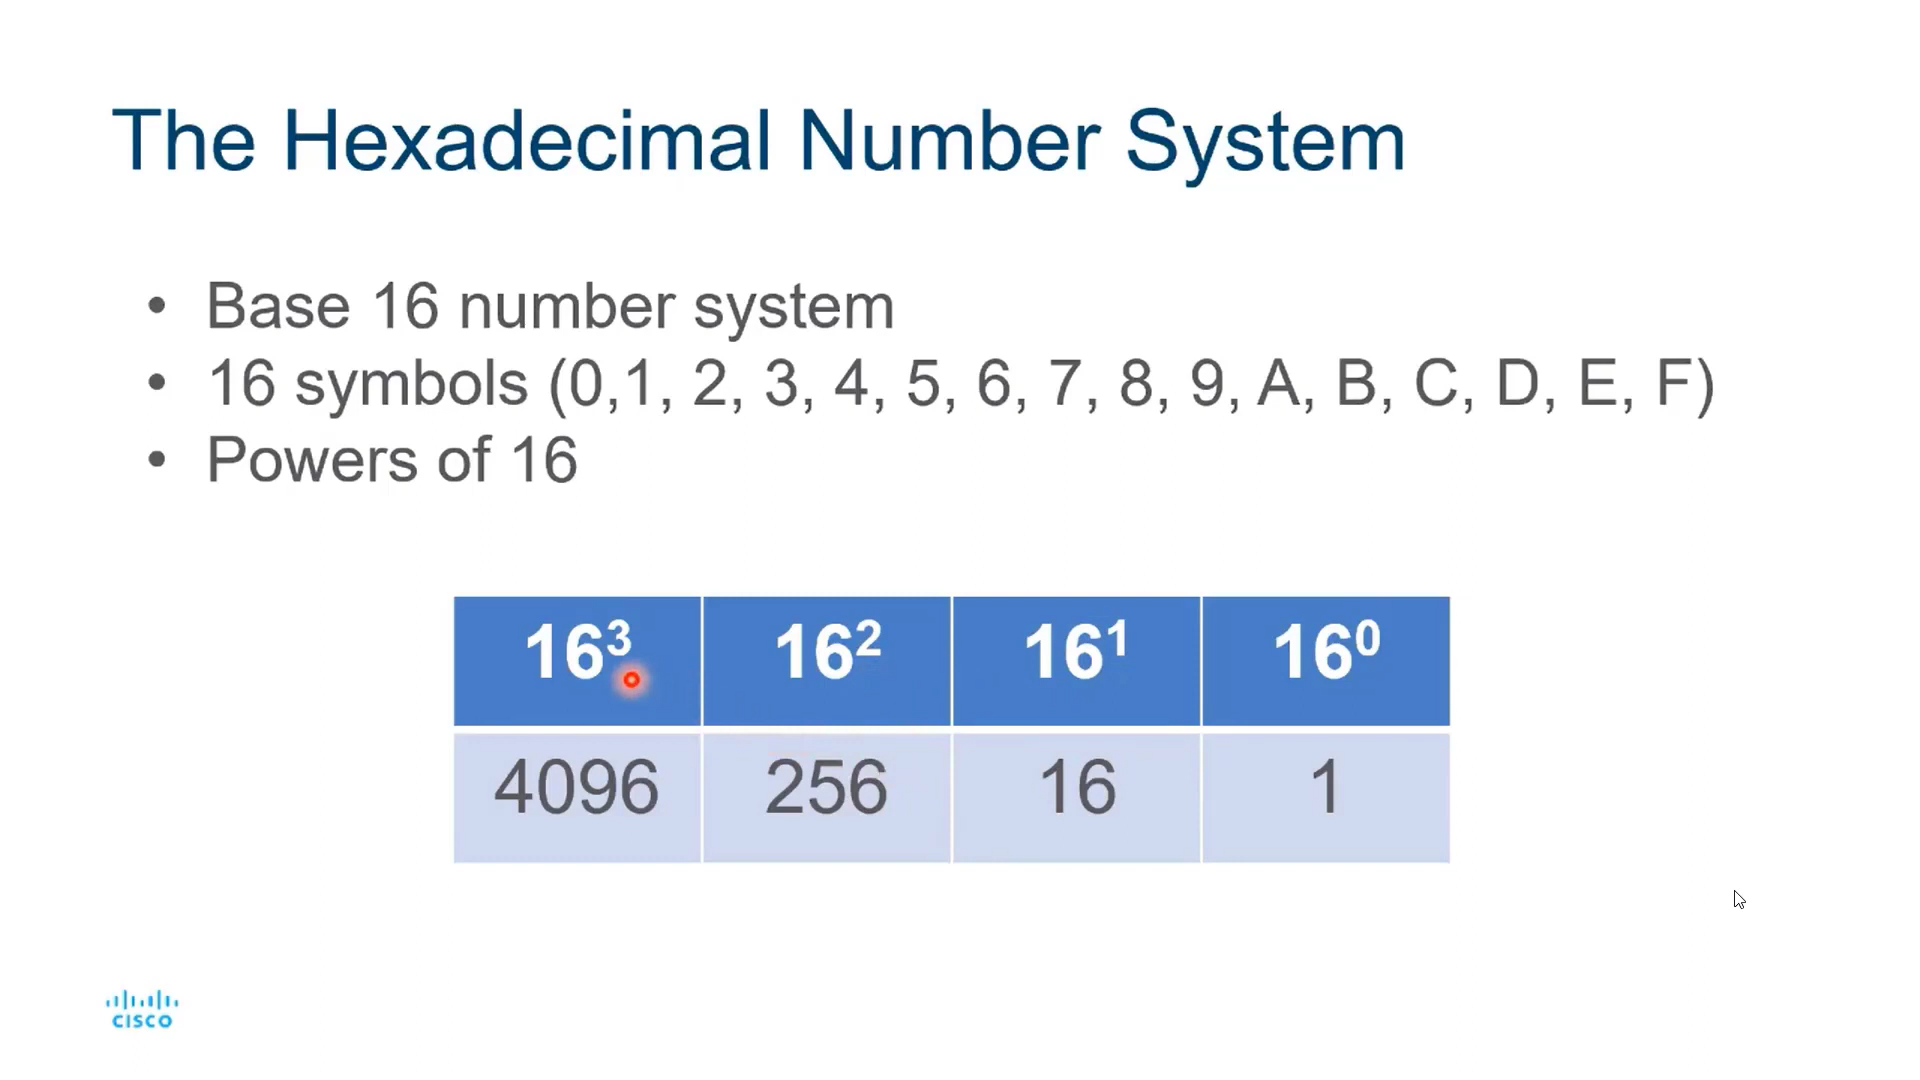 The Hexadecimal Number System
• Base 16 number system
• 16 symbols (0,1, 2, 3, 4, 5, 6, 7, 8, 9, A, B, C, D, E, F)
• Powers of 16
16³ 16² 16¹ 16⁰
4096 256 16 1
CISCO